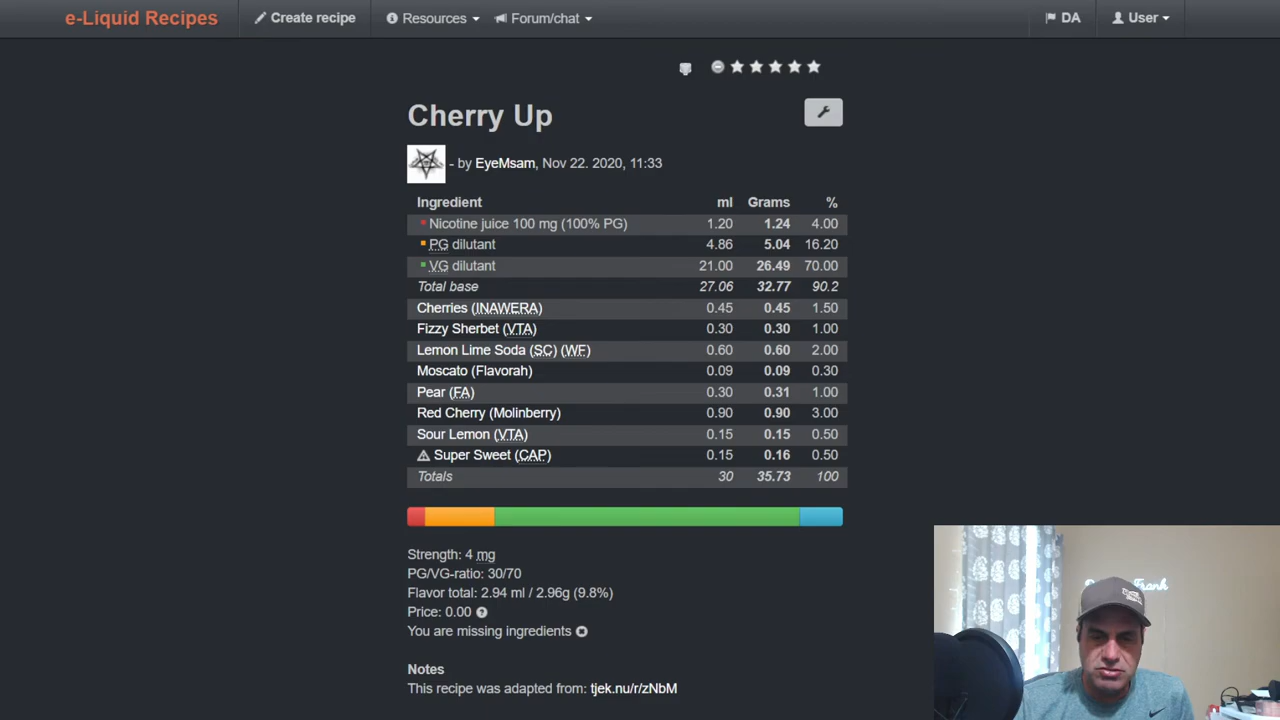 e-Liquid Recipes Create recipe Resources Forum/chat DA User
Cherry Up
- by EyeMsam, Nov 22. 2020, 11:33
Ingredient ml Grams %
Nicotine juice 100 mg (100% PG) 1.20 1.24 4.00
PG dilutant 4.86 5.04 16.20
VG dilutant 21.00 26.49 70.00
Total base 27.06 32.77 90.2
Cherries (INAWERA) 0.45 0.45 1.50
Fizzy Sherbet (VTA) 0.30 0.30 1.00
Lemon Lime Soda (SC) (WF) 0.60 0.60 2.00
Moscato (Flavorah) 0.09 0.09 0.30
Pear (FA) 0.30 0.31 1.00
Red Cherry (Molinberry) 0.90 0.90 3.00
Sour Lemon (VTA) 0.15 0.15 0.50
Super Sweet (CAP) 0.15 0.16 0.50
Totals 30 35.73 100
Strength: 4 mg
PG/VG-ratio: 30/70
Flavor total: 2.94 ml / 2.96g (9.8%)
Price: 0.00
You are missing ingredients
Notes
This recipe was adapted from: tjek.nu/r/zNbM
Frank